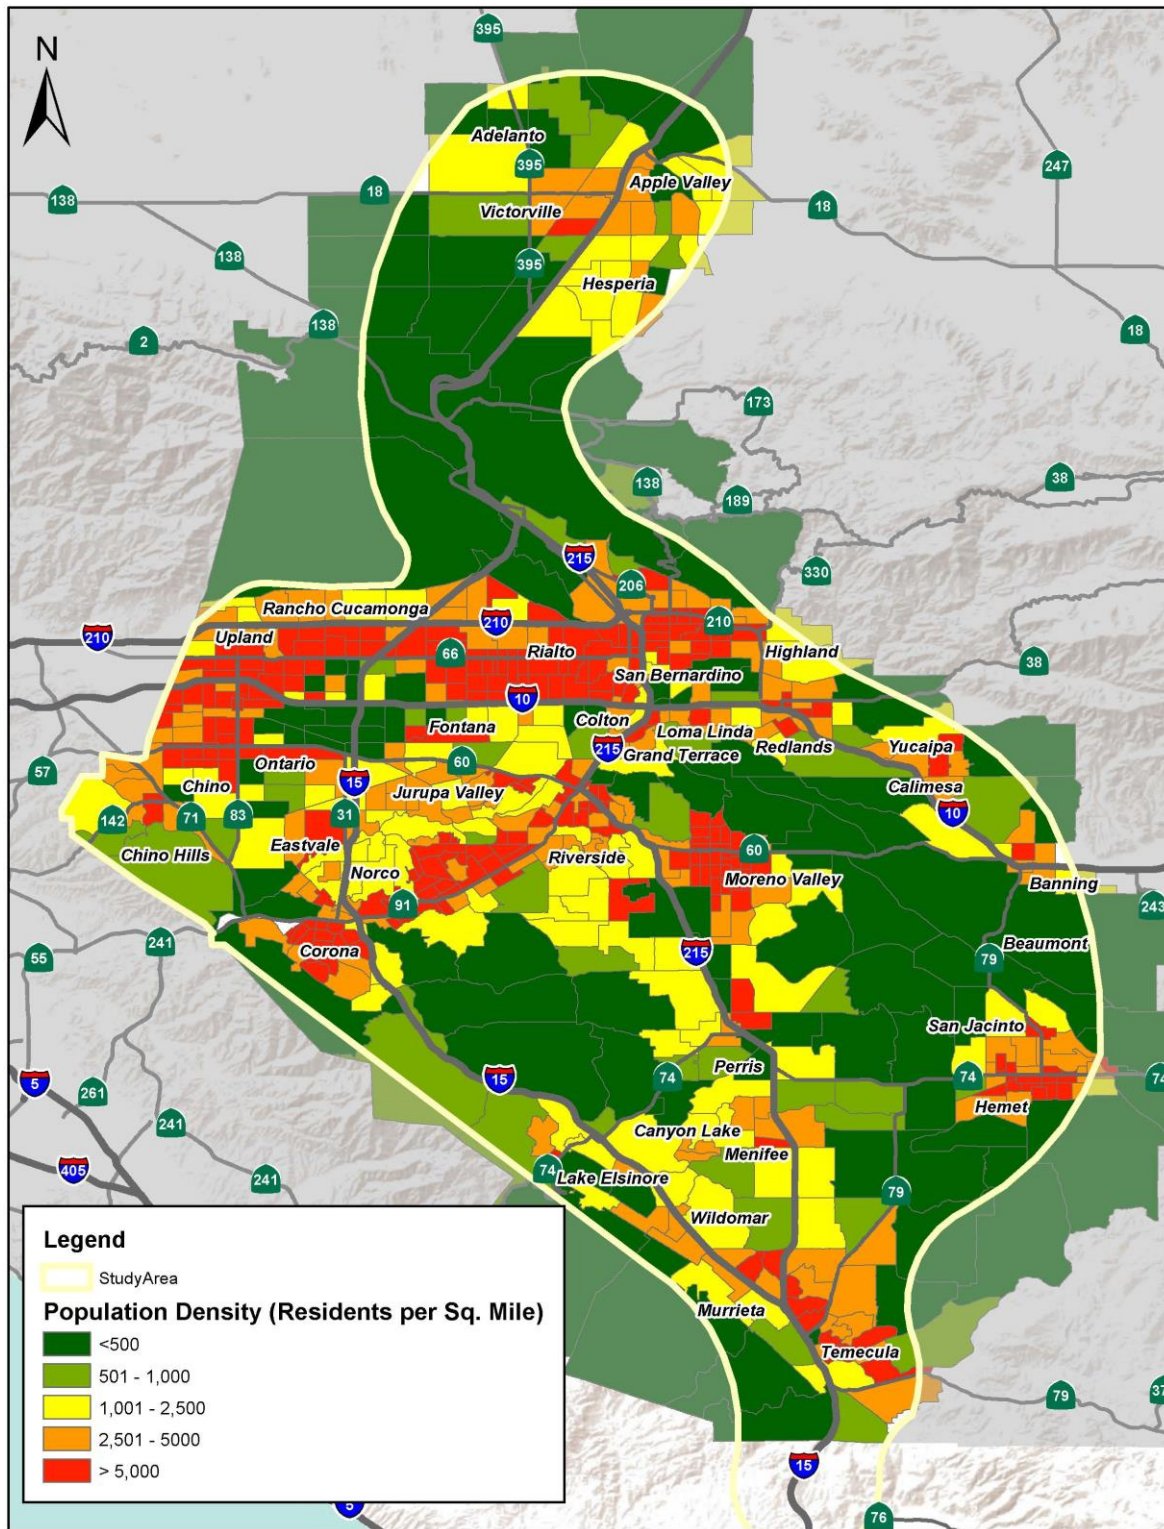 395
N
247
Adelanto
395
Apple Valley
138
18
18
Victorville
138
395
Hesperia
138
18
2
173
38
138
189
215
330
206
Rancho Cucamonga
210
210
210
Upland
66
Rialto
Highland
38
San Bernardino
10
Colton
Fontana
Loma Linda
215
Redlands
Yucaipa
57
Ontario
60
Grand Terrace
15
Chino
Jurupa Valley
Calimesa
142
71
83
31
10
Eastvale
Chino Hills
Riverside
60
Norco
Moreno Valley
Banning
91
243
241
Corona
215
Beaumont
55
79
San Jacinto
5
15
Perris
74
74
74
261
Hemet
241
Canyon Lake
Menifee
405
241
74
Lake Elsinore
79
Wildomar
Legend
StudyArea
Population Density (Residents per Sq. Mile)
Murrieta
<500
Temecula
501 - 1,000
79
37
1,001 - 2,500
2,501 - 5000
15
> 5,000
5
76